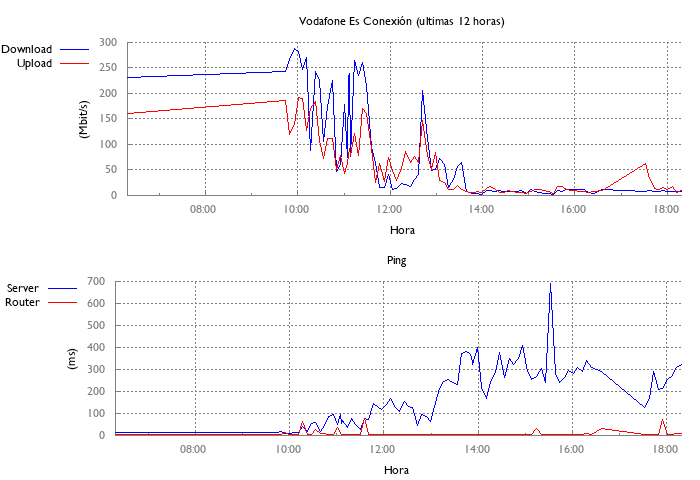 Vodafone Es Conexión (ultimas 12 horas)
Download
Upload
300
250
200
150
100
50
0
(Mbit/s)
08:00 10:00 12:00 14:00 16:00 18:00
Hora
Ping
Server
Router
700
600
500
400
300
200
100
0
(ms)
08:00 10:00 12:00 14:00 16:00 18:00
Hora